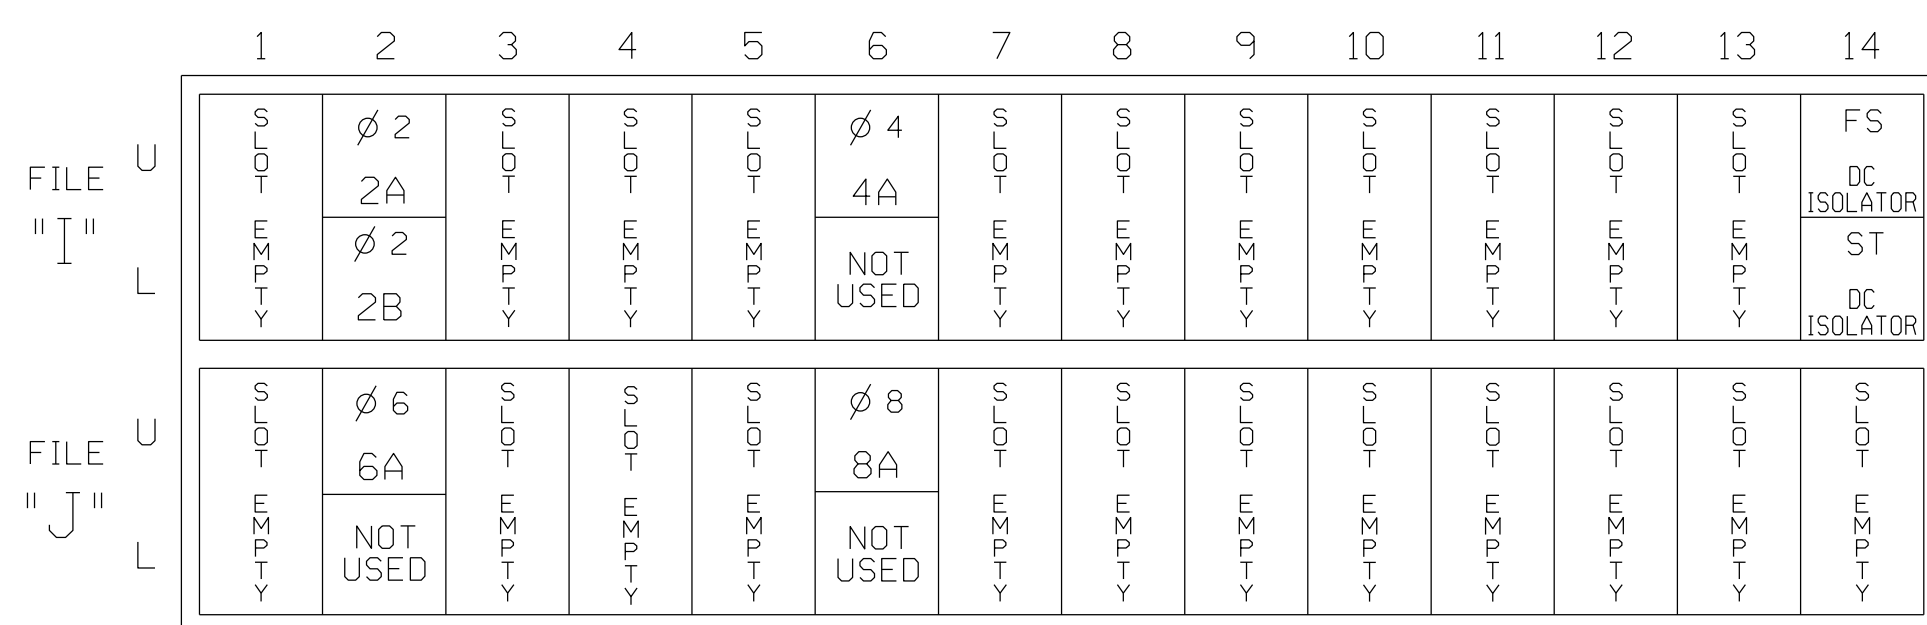 1 2 3 4 5 6 7 8 9 10 11 12 13 14
FILE "I"
U
L
SLOT EMPTY
ø 2
2A
ø 2
2B
SLOT EMPTY
SLOT EMPTY
SLOT EMPTY
ø 4
4A
NOT
USED
SLOT EMPTY
SLOT EMPTY
SLOT EMPTY
SLOT EMPTY
SLOT EMPTY
SLOT EMPTY
SLOT EMPTY
FS
DC
ISOLATOR
ST
DC
ISOLATOR
FILE "J"
U
L
SLOT EMPTY
ø 6
6A
NOT
USED
SLOT EMPTY
SLOT EMPTY
SLOT EMPTY
ø 8
8A
NOT
USED
SLOT EMPTY
SLOT EMPTY
SLOT EMPTY
SLOT EMPTY
SLOT EMPTY
SLOT EMPTY
SLOT EMPTY
SLOT EMPTY